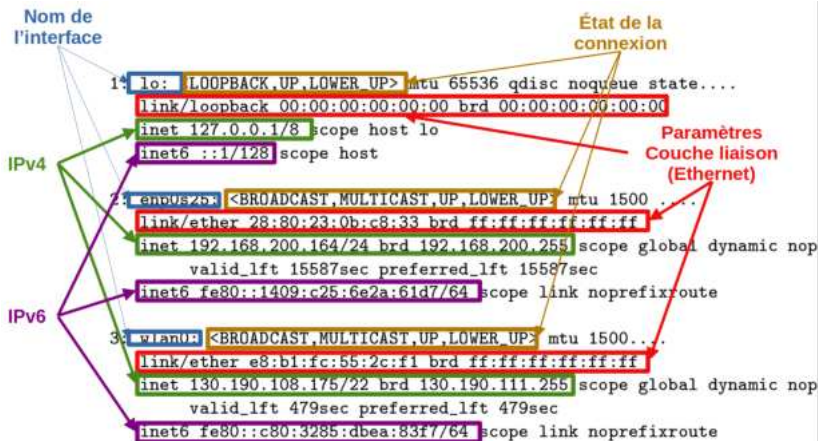 Nom de
l'interface
État de la
connexion
1: lo: <LOOPBACK,UP,LOWER_UP> mtu 65536 qdisc noqueue state....
link/loopback 00:00:00:00:00:00 brd 00:00:00:00:00:00
inet 127.0.0.1/8 scope host lo
inet6 ::1/128 scope host
IPv4
Paramètres
Couche liaison
(Ethernet)
2: enp0s25: <BROADCAST,MULTICAST,UP,LOWER_UP> mtu 1500 ....
link/ether 28:80:23:0b:c8:33 brd ff:ff:ff:ff:ff:ff
inet 192.168.200.164/24 brd 192.168.200.255 scope global dynamic nop
valid_lft 15587sec preferred_lft 15587sec
inet6 fe80::1409:c25:6e2a:61d7/64 scope link noprefixroute
IPv6
3: wlan0: <BROADCAST,MULTICAST,UP,LOWER_UP> mtu 1500....
link/ether e8:b1:fc:55:2c:f1 brd ff:ff:ff:ff:ff:ff
inet 130.190.108.175/22 brd 130.190.111.255 scope global dynamic nop
valid_lft 479sec preferred_lft 479sec
inet6 fe80::c80:3285:dbea:83f7/64 scope link noprefixroute